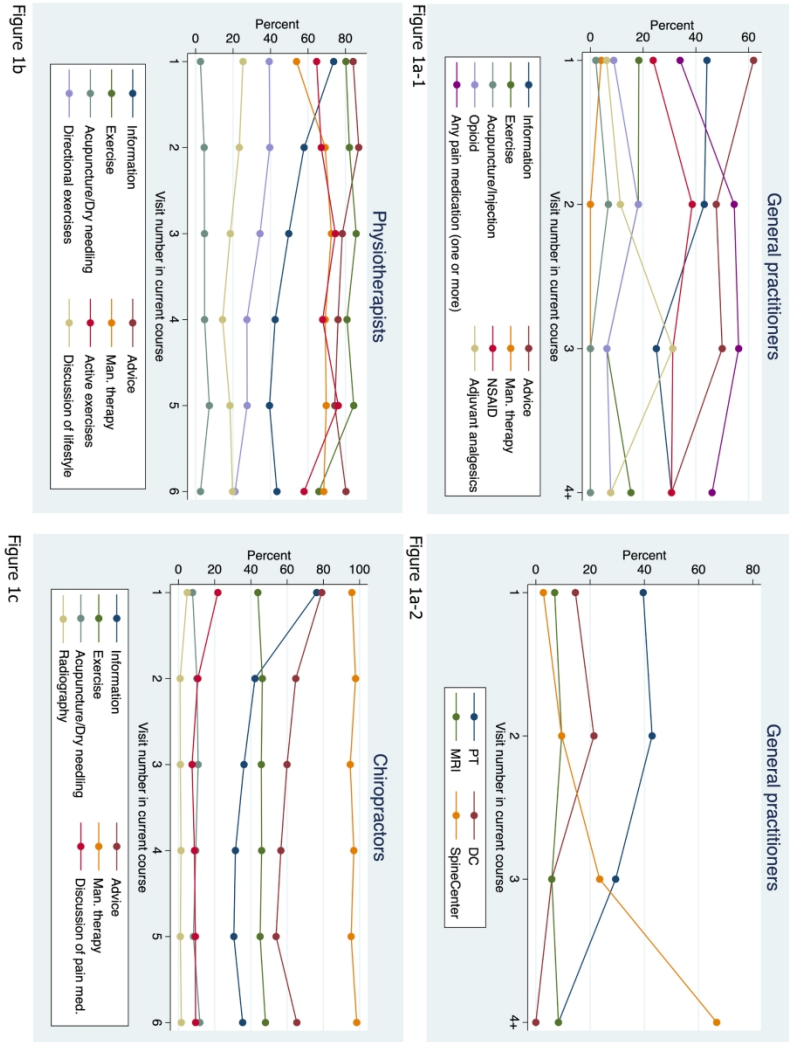 Figure 1a-1
General practitioners
Percent
0 20 40 60
1 2 3 4+
Visit number in current course
Information
Advice
Exercise
Man. therapy
Acupuncture/Injection
NSAID
Opioid
Adjuvant analgesics
Any pain medication (one or more)
Figure 1a-2
General practitioners
Percent
0 20 40 60 80
1 2 3 4+
Visit number in current course
PT
DC
MRI
SpineCenter
Figure 1b
Physiotherapists
Percent
0 20 40 60 80
1 2 3 4 5 6
Visit number in current course
Information
Advice
Exercise
Man. therapy
Acupuncture/Dry needling
Active exercises
Directional exercises
Discussion of lifestyle
Figure 1c
Chiropractors
Percent
0 20 40 60 80 100
1 2 3 4 5 6
Visit number in current course
Information
Advice
Exercise
Man. therapy
Acupuncture/Dry needling
Discussion of pain med.
Radiography